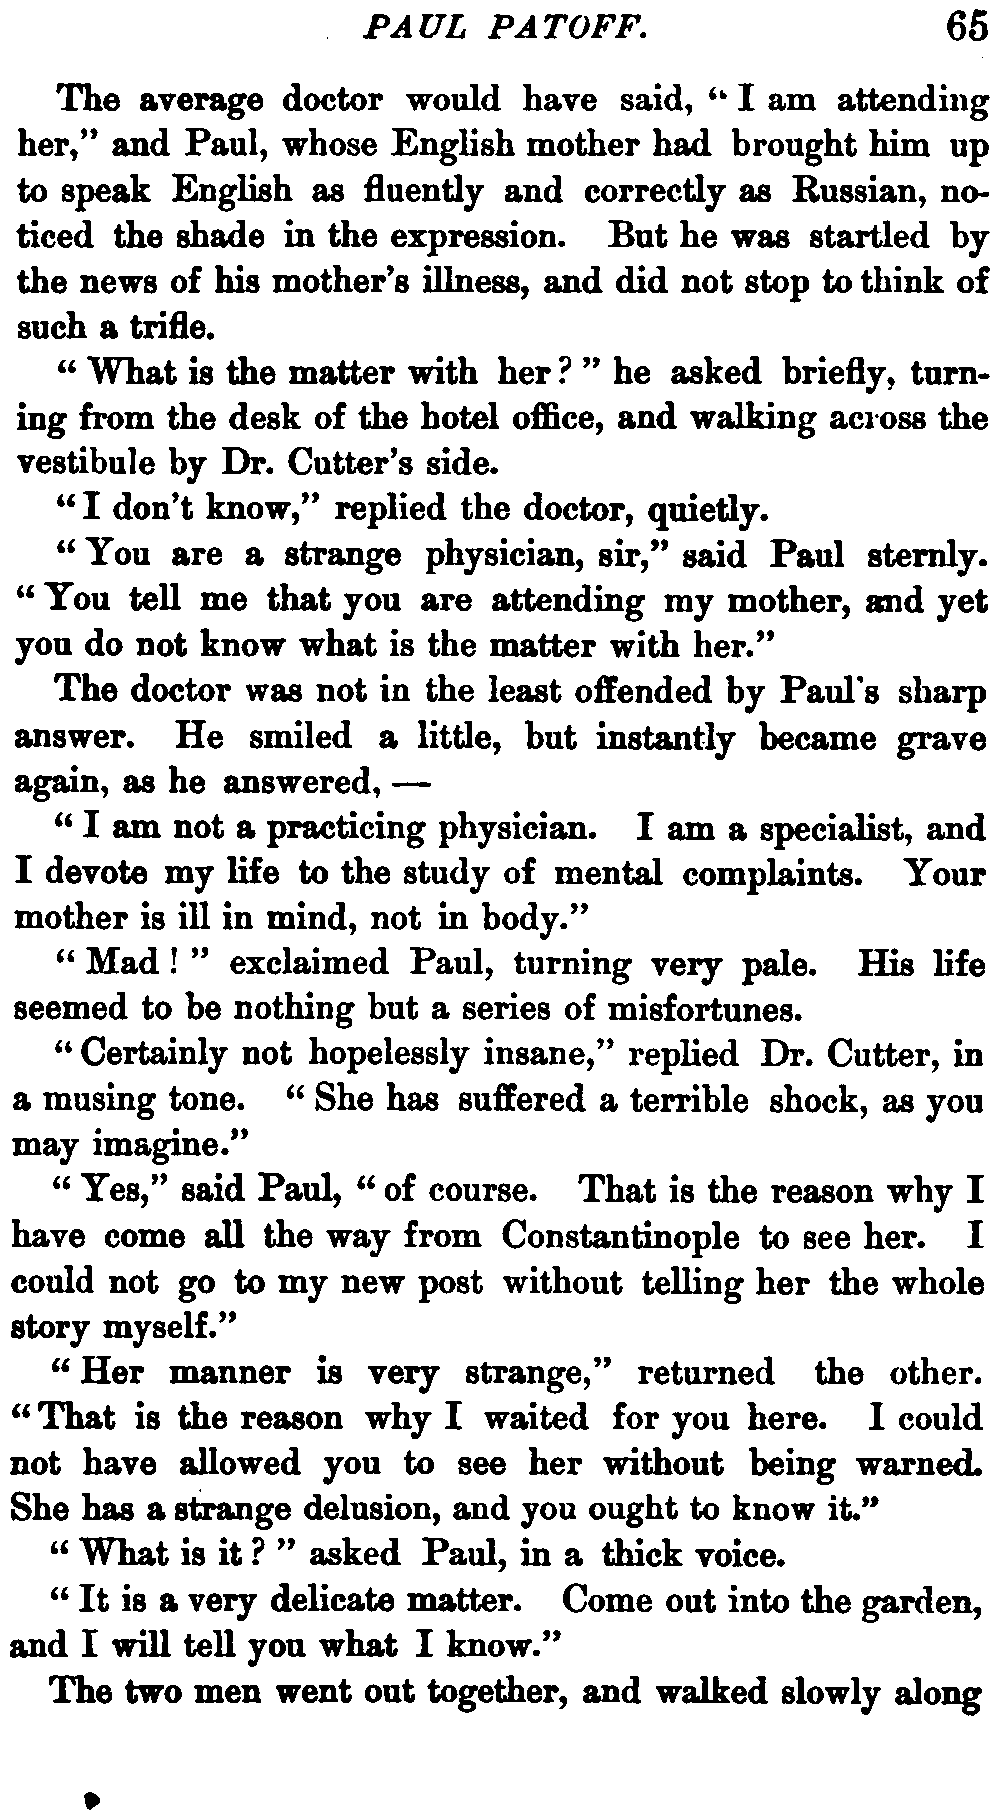 PAUL PATOFF. 65
The average doctor would have said, “ I am attending
her,” and Paul, whose English mother had brought him up
to speak English as fluently and correctly as Russian, no-
ticed the shade in the expression. But he was startled by
the news of his mother’s illness, and did not stop to think of
such a trifle.
“ What is the matter with her? ” he asked briefly, turn-
ing from the desk of the hotel office, and walking across the
vestibule by Dr. Cutter’s side.
“ I don’t know,” replied the doctor, quietly.
“ You are a strange physician, sir,” said Paul sternly.
“ You tell me that you are attending my mother, and yet
you do not know what is the matter with her.”
The doctor was not in the least offended by Paul’s sharp
answer. He smiled a little, but instantly became grave
again, as he answered, —
“ I am not a practicing physician. I am a specialist, and
I devote my life to the study of mental complaints. Your
mother is ill in mind, not in body.”
“ Mad ! ” exclaimed Paul, turning very pale. His life
seemed to be nothing but a series of misfortunes.
“ Certainly not hopelessly insane,” replied Dr. Cutter, in
a musing tone. “ She has suffered a terrible shock, as you
may imagine.”
“ Yes,” said Paul, “ of course. That is the reason why I
have come all the way from Constantinople to see her. I
could not go to my new post without telling her the whole
story myself.”
“ Her manner is very strange,” returned the other.
“ That is the reason why I waited for you here. I could
not have allowed you to see her without being warned.
She has a strange delusion, and you ought to know it.”
“ What is it ? ” asked Paul, in a thick voice.
“ It is a very delicate matter. Come out into the garden,
and I will tell you what I know.”
The two men went out together, and walked slowly along